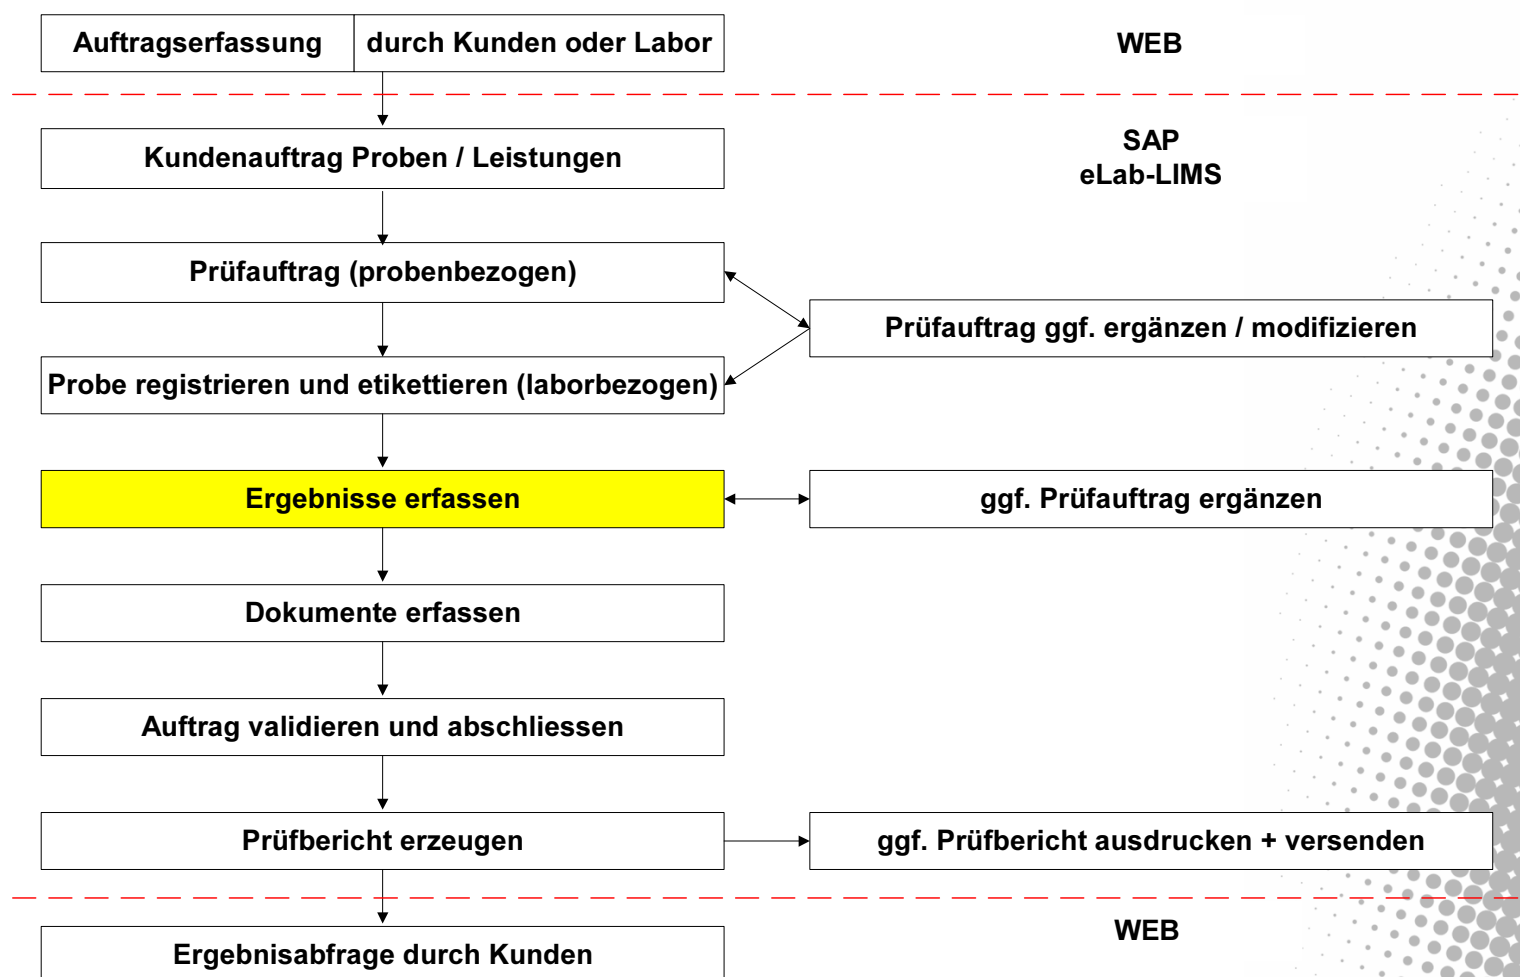 Auftragserfassung durch Kunden oder Labor WEB
Kundenauftrag Proben / Leistungen
SAP
eLab-LIMS
Prüfauftrag (probenbezogen)
Prüfauftrag ggf. ergänzen / modifizieren
Probe registrieren und etikettieren (laborbezogen)
Ergebnisse erfassen
ggf. Prüfauftrag ergänzen
Dokumente erfassen
Auftrag validieren und abschliessen
Prüfbericht erzeugen
ggf. Prüfbericht ausdrucken + versenden
WEB
Ergebnisabfrage durch Kunden